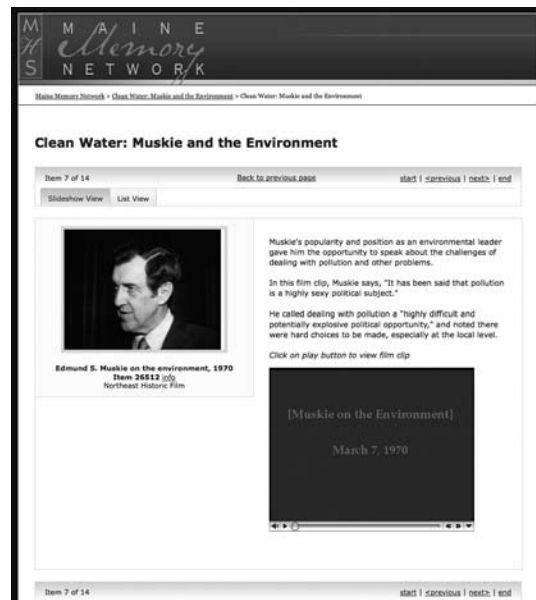 MHS
MAINE
Memory
NETWORK
Maine Memory Network > Clean Water: Muskie and the Environment > Clean Water: Muskie and the Environment
Clean Water: Muskie and the Environment
Item 7 of 14 Back to previous page start | <previous | next> | end
Slideshow View List View
Muskie's popularity and position as an environmental leader
gave him the opportunity to speak about the challenges of
dealing with pollution and other problems.
In this film clip, Muskie says, "It has been said that pollution
is a highly sexy political subject."
He called dealing with pollution a "highly difficult and
potentially explosive political opportunity," and noted there
were hard choices to be made, especially at the local level.
Click on play button to view film clip
Edmund S. Muskie on the environment, 1970
Item 26512 info
Northeast Historic Film
[Muskie on the Environment]
March 7, 1970
Item 7 of 14 start | <previous | next> | end